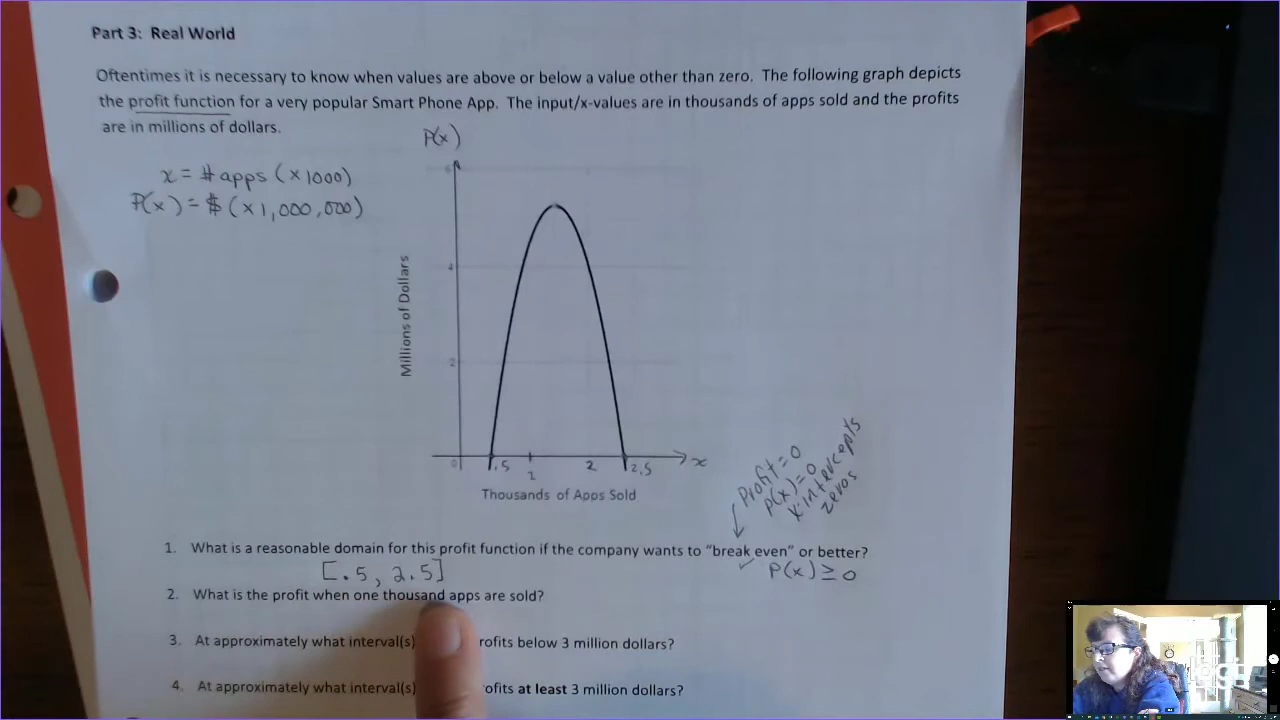 Part 3: Real World
Oftentimes it is necessary to know when values are above or below a value other than zero. The following graph depicts
the profit function for a very popular Smart Phone App. The input/x-values are in thousands of apps sold and the profits
are in millions of dollars.
P(x)
x = # apps (x 1000)
P(x) = $ (x 1,000,000)
6
4
Millions of Dollars
2
0 .5 1 2 2.5 x
Thousands of Apps Sold
Profit = 0
P(x) = 0
x-intercepts
zeros
1. What is a reasonable domain for this profit function if the company wants to “break even” or better?
[.5, 2.5]
P(x) ≥ 0
2. What is the profit when one thousand apps are sold?
3. At approximately what interval(s) profits below 3 million dollars?
4. At approximately what interval(s) profits at least 3 million dollars?